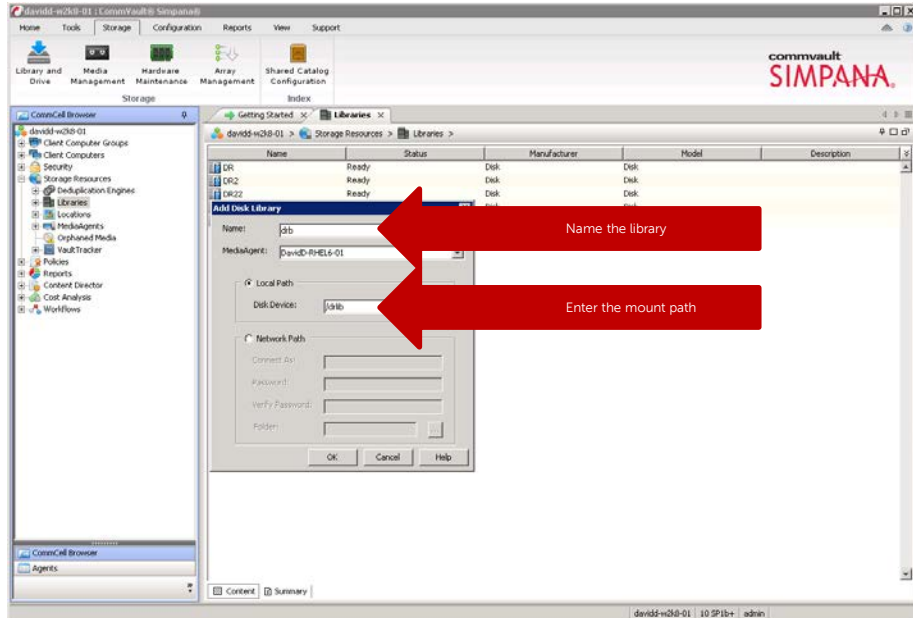 davidd-w2k8-01 : CommVault® Simpana®
Home Tools Storage Configuration Reports View Support
Library and Drive
Media Management
Hardware Maintenance
Array Management
Shared Catalog Configuration
Storage
Index
commvault
SIMPANA.
CommCell Browser
davidd-w2k8-01
Client Computer Groups
Client Computers
Security
Storage Resources
Deduplication Engines
Libraries
Locations
MediaAgents
Orphaned Media
VaultTracker
Policies
Reports
Content Director
Cost Analysis
Workflows
CommCell Browser
Agents
Getting Started
Libraries
davidd-w2k8-01 > Storage Resources > Libraries >
Name Status Manufacturer Model Description
DR Ready Disk Disk
DR2 Ready Disk Disk
DR22 Ready Disk Disk
Disk Disk
Add Disk Library
Name: drb
Name the library
MediaAgent: DavidD-RHEL6-01
Local Path
Disk Device: /drlib
Enter the mount path
Network Path
Connect As:
Password:
Verify Password:
Folder:
OK Cancel Help
Content Summary
davidd-w2k8-01 10 SP1b+ admin